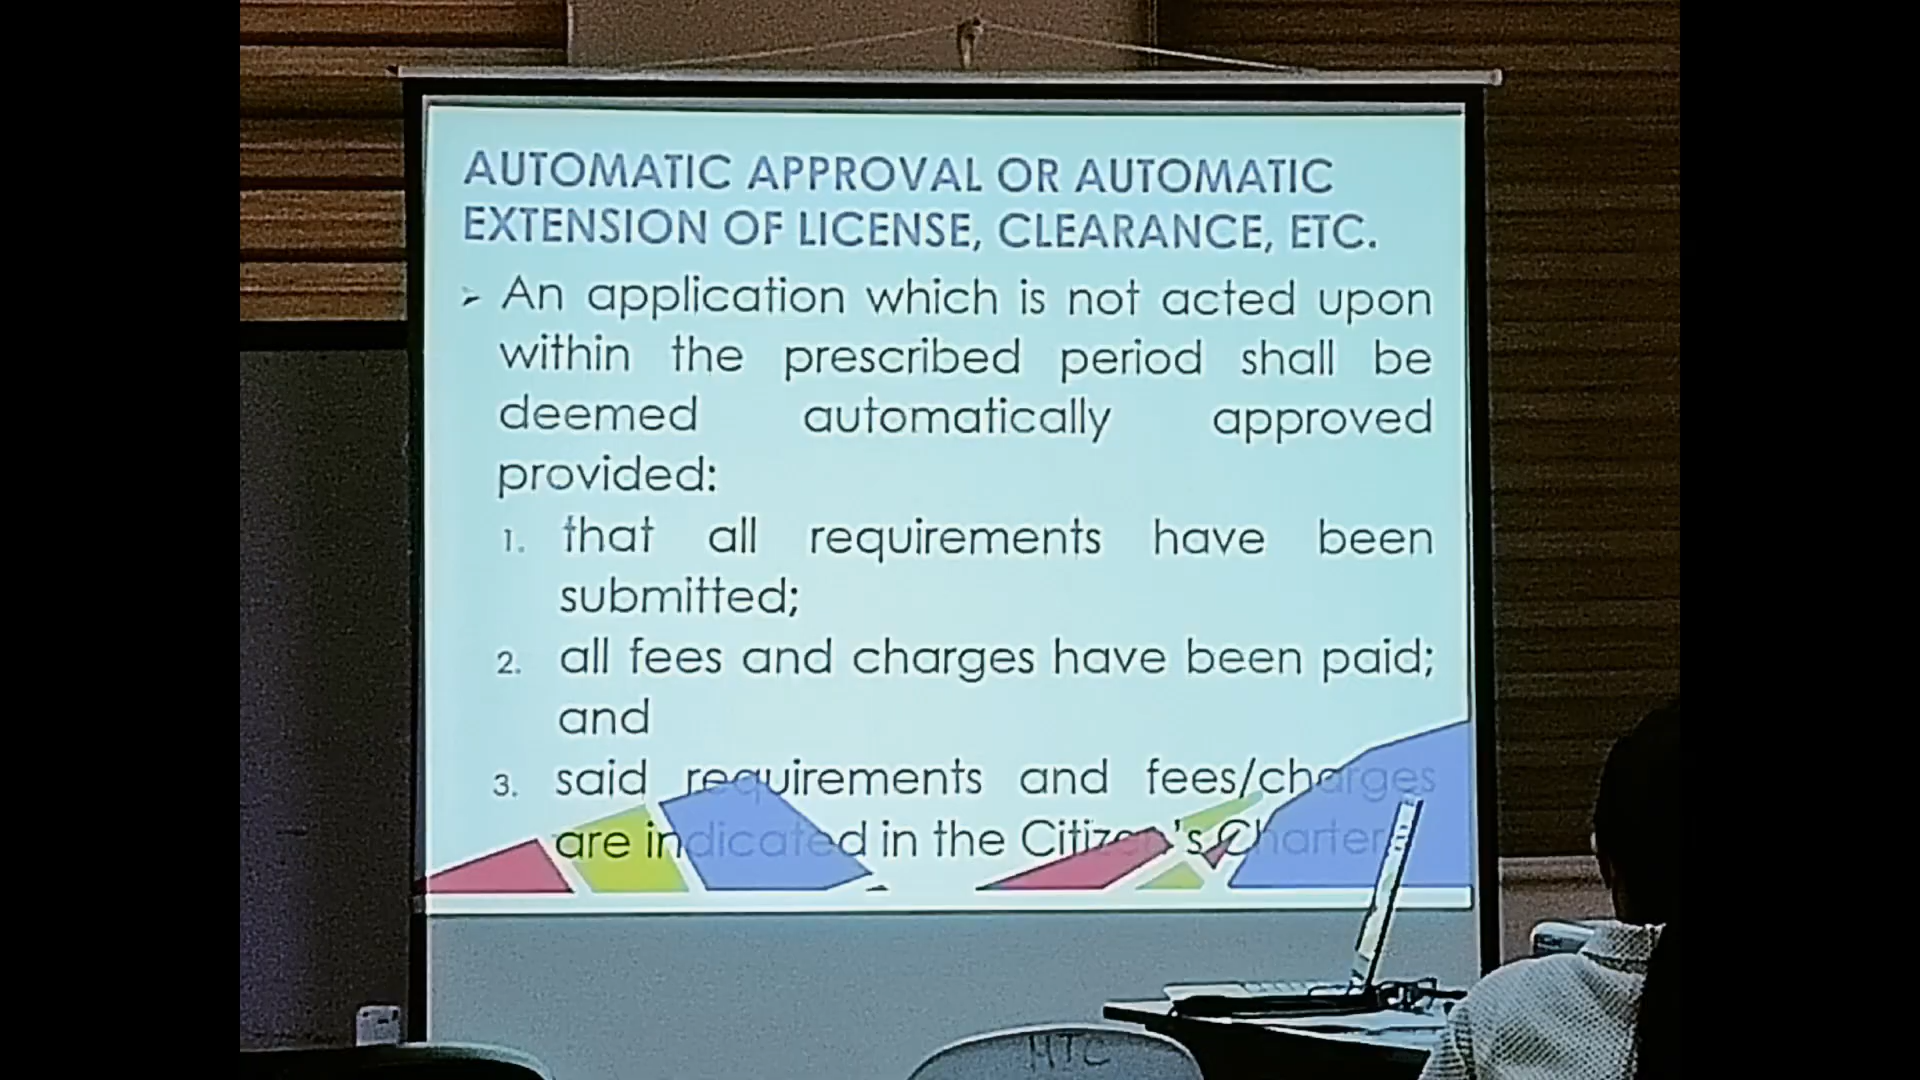 AUTOMATIC APPROVAL OR AUTOMATIC
EXTENSION OF LICENSE, CLEARANCE, ETC.
➢ An application which is not acted upon
within the prescribed period shall be
deemed automatically approved
provided:
1. that all requirements have been
submitted;
2. all fees and charges have been paid;
and
3. said requirements and fees/charges
are indicated in the Citizen's Charter.
MTC